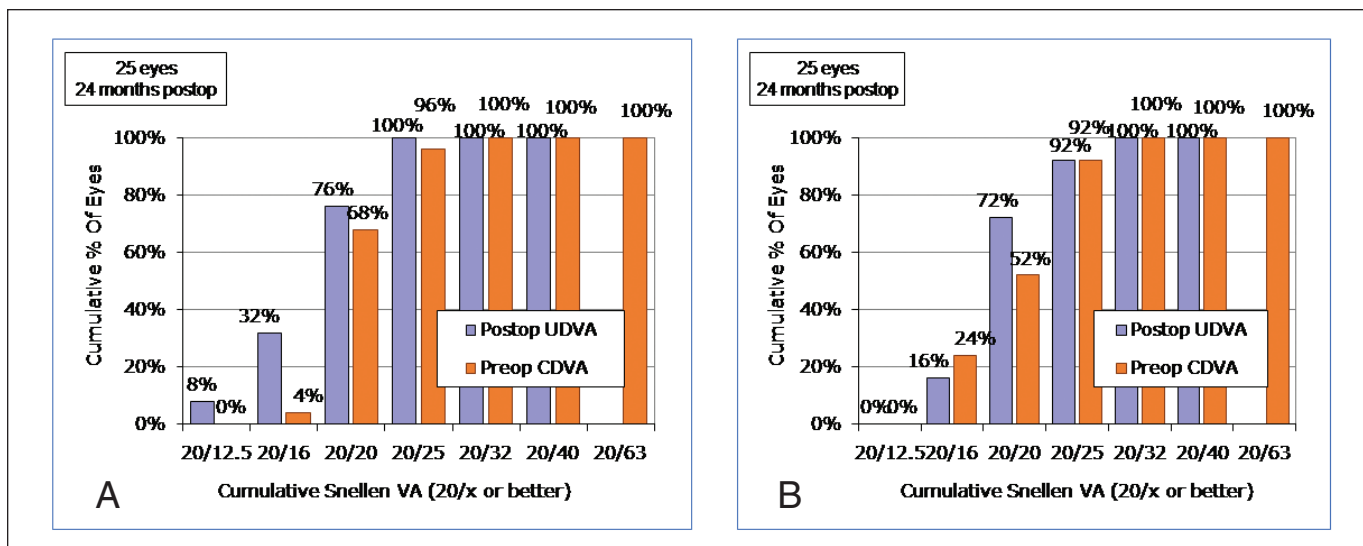 25 eyes
24 months postop
Cumulative % Of Eyes
100%
80%
60%
40%
20%
0%
8%
0%
32%
4%
76%
68%
100%
96%
100%
100%
100%
100%
100%
Postop UDVA
Preop CDVA
20/12.5 20/16 20/20 20/25 20/32 20/40 20/63
Cumulative Snellen VA (20/x or better)
A
25 eyes
24 months postop
Cumulative % Of Eyes
100%
80%
60%
40%
20%
0%
0%
0%
16%
24%
72%
52%
92%
92%
100%
100%
100%
100%
100%
Postop UDVA
Preop CDVA
20/12.5 20/16 20/20 20/25 20/32 20/40 20/63
Cumulative Snellen VA (20/x or better)
B